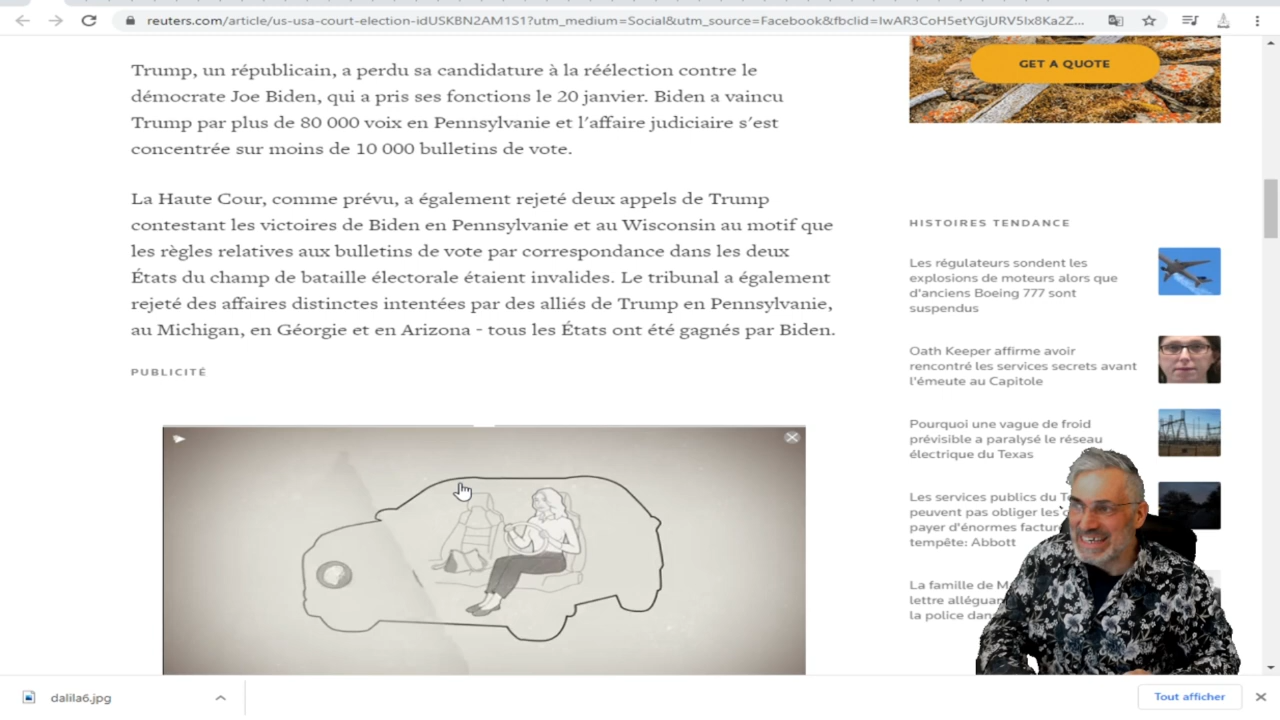 reuters.com/article/us-usa-court-election-idUSKBN2AM1S1?utm_medium=Social&utm_source=Facebook&fbclid=IwAR3CoH5etYGjURV5Ix8Ka2Z...
Trump, un républicain, a perdu sa candidature à la réélection contre le
démocrate Joe Biden, qui a pris ses fonctions le 20 janvier. Biden a vaincu
Trump par plus de 80 000 voix en Pennsylvanie et l'affaire judiciaire s'est
concentrée sur moins de 10 000 bulletins de vote.
La Haute Cour, comme prévu, a également rejeté deux appels de Trump
contestant les victoires de Biden en Pennsylvanie et au Wisconsin au motif que
les règles relatives aux bulletins de vote par correspondance dans les deux
États du champ de bataille électorale étaient invalides. Le tribunal a également
rejeté des affaires distinctes intentées par des alliés de Trump en Pennsylvanie,
au Michigan, en Géorgie et en Arizona - tous les États ont été gagnés par Biden.
PUBLICITÉ
GET A QUOTE
HISTOIRES TENDANCE
Les régulateurs sondent les
explosions de moteurs alors que
d'anciens Boeing 777 sont
suspendus
Oath Keeper affirme avoir
rencontré les services secrets avant
l'émeute au Capitole
Pourquoi une vague de froid
prévisible a paralysé le réseau
électrique du Texas
Les services publics du
peuvent pas obliger les
payer d'énormes
tempête: Abbott
La famille de
lettre
la police
dalila6.jpg
Tout afficher